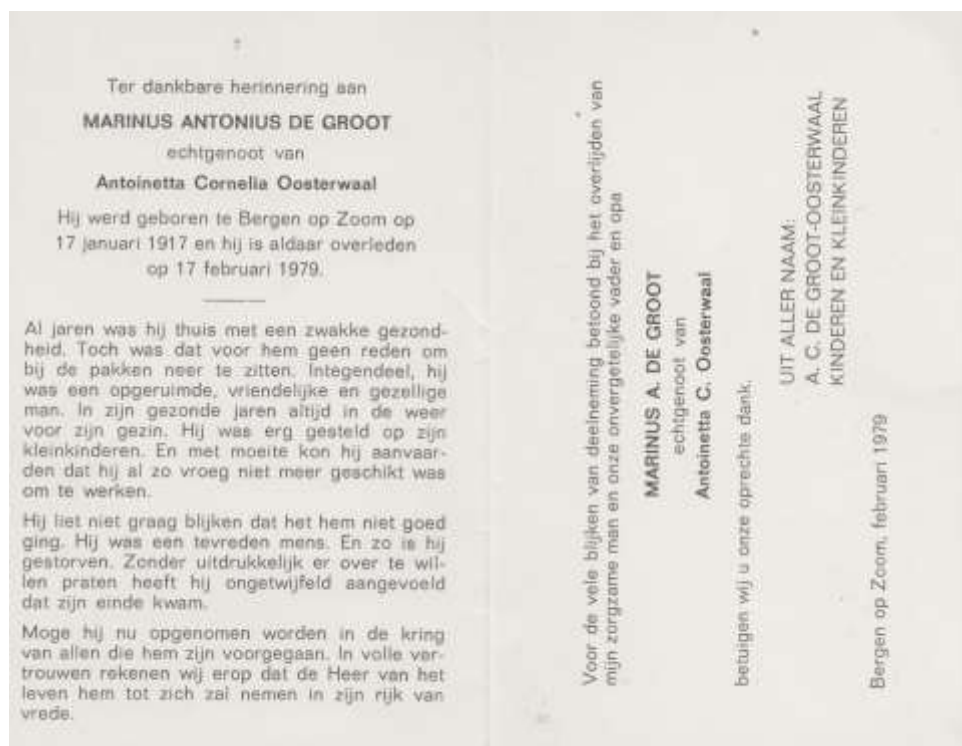 Ter dankbare herinnering aan
MARINUS ANTONIUS DE GROOT
echtgenoot van
Antoinetta Cornelia Oosterwaal
Hij werd geboren te Bergen op Zoom op
17 januari 1917 en hij is aldaar overleden
op 17 februari 1979.
Al jaren was hij thuis met een zwakke gezond-
heid. Toch was dat voor hem geen reden om
bij de pakken neer te zitten. Integendeel, hij
was een opgeruimde, vriendelijke en gezellige
man. In zijn gezonde jaren altijd in de weer
voor zijn gezin. Hij was erg gesteld op zijn
kleinkinderen. En met moeite kon hij aanvaar-
den dat hij al zo vroeg niet meer geschikt was
om te werken.
Hij liet niet graag blijken dat het hem niet goed
ging. Hij was een tevreden mens. En zo is hij
gestorven. Zonder uitdrukkelijk er over te wil-
len praten heeft hij ongetwijfeld aangevoeld
dat zijn einde kwam.
Moge hij nu opgenomen worden in de kring
van allen die hem zijn voorgegaan. In volle ver-
trouwen rekenen wij erop dat de Heer van het
leven hem tot zich zal nemen in zijn rijk van
vrede.
Voor de vele blijken van deelneming betoond bij het overlijden van
mijn zorgzame man en onze onvergetelijke vader en opa
MARINUS A. DE GROOT
echtgenoot van
Antoinetta C. Oosterwaal
betuigen wij u onze oprechte dank.
UIT ALLER NAAM:
A. C. DE GROOT-OOSTERWAAL
KINDEREN EN KLEINKINDEREN
Bergen op Zoom, februari 1979